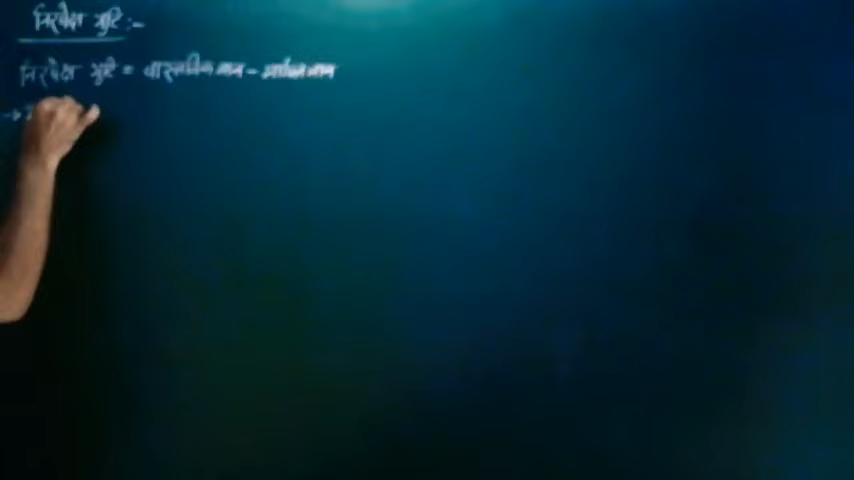 निरपेक्ष त्रुटि :-
निरपेक्ष त्रुटि = वास्तविक मान - मापित मान
→